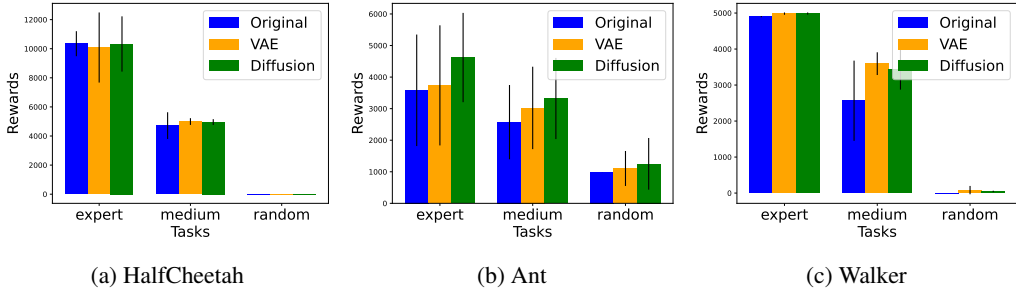 12000
10000
8000
6000
4000
2000
0
Rewards
Original
VAE
Diffusion
expert medium random
Tasks
(a) HalfCheetah
6000
5000
4000
3000
2000
1000
0
Rewards
Original
VAE
Diffusion
expert medium random
Tasks
(b) Ant
5000
4000
3000
2000
1000
0
Rewards
Original
VAE
Diffusion
expert medium random
Tasks
(c) Walker